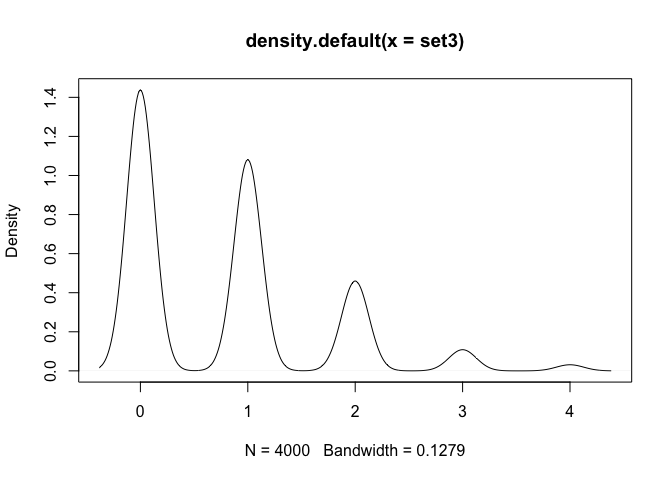 density.default(x = set3)
Density
0.0 0.2 0.4 0.6 0.8 1.0 1.2 1.4
0 1 2 3 4
N = 4000 Bandwidth = 0.1279